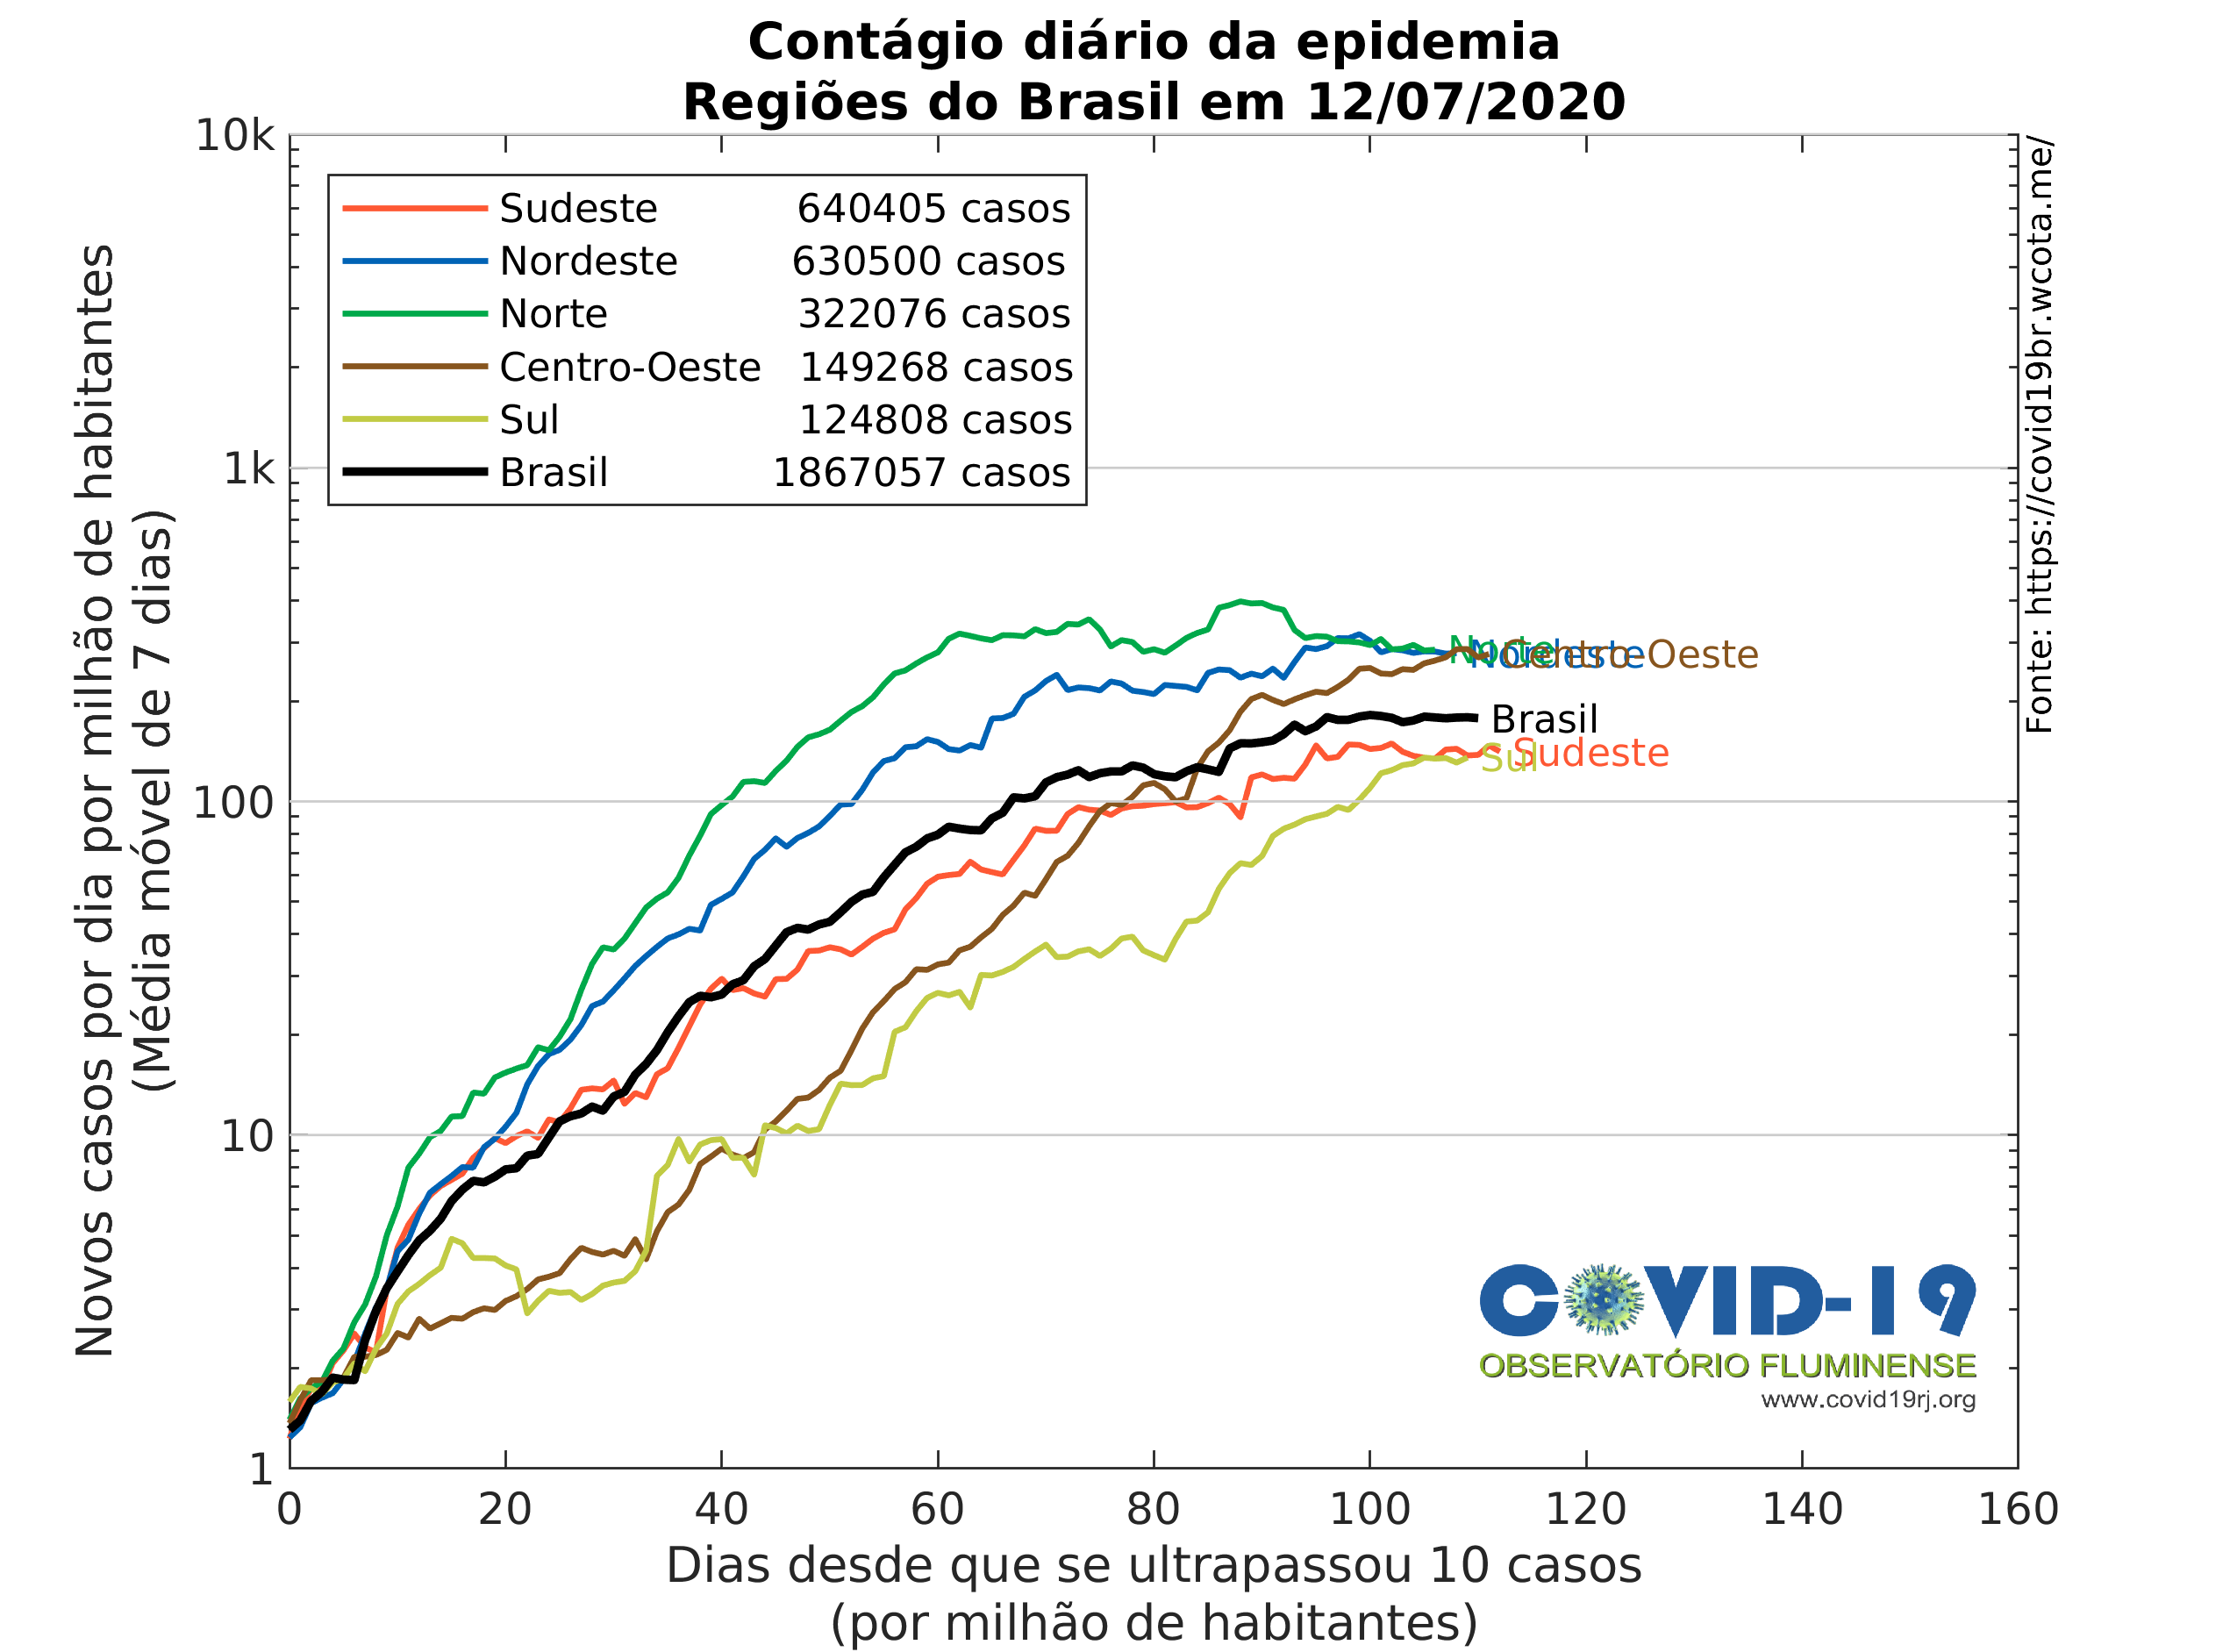 Contágio diário da epidemia
Regiões do Brasil em 12/07/2020
Novos casos por dia por milhão de habitantes
(Média móvel de 7 dias)
10k
1k
100
10
1
Sudeste 640405 casos
Nordeste 630500 casos
Norte 322076 casos
Centro-Oeste 149268 casos
Sul 124808 casos
Brasil 1867057 casos
Fonte: https://covid19br.wcota.me/
Norte
Nordeste
Centro-Oeste
Brasil
Sudeste
Sul
COVID-19
OBSERVATÓRIO FLUMINENSE
www.covid19rj.org
0 20 40 60 80 100 120 140 160
Dias desde que se ultrapassou 10 casos
(por milhão de habitantes)